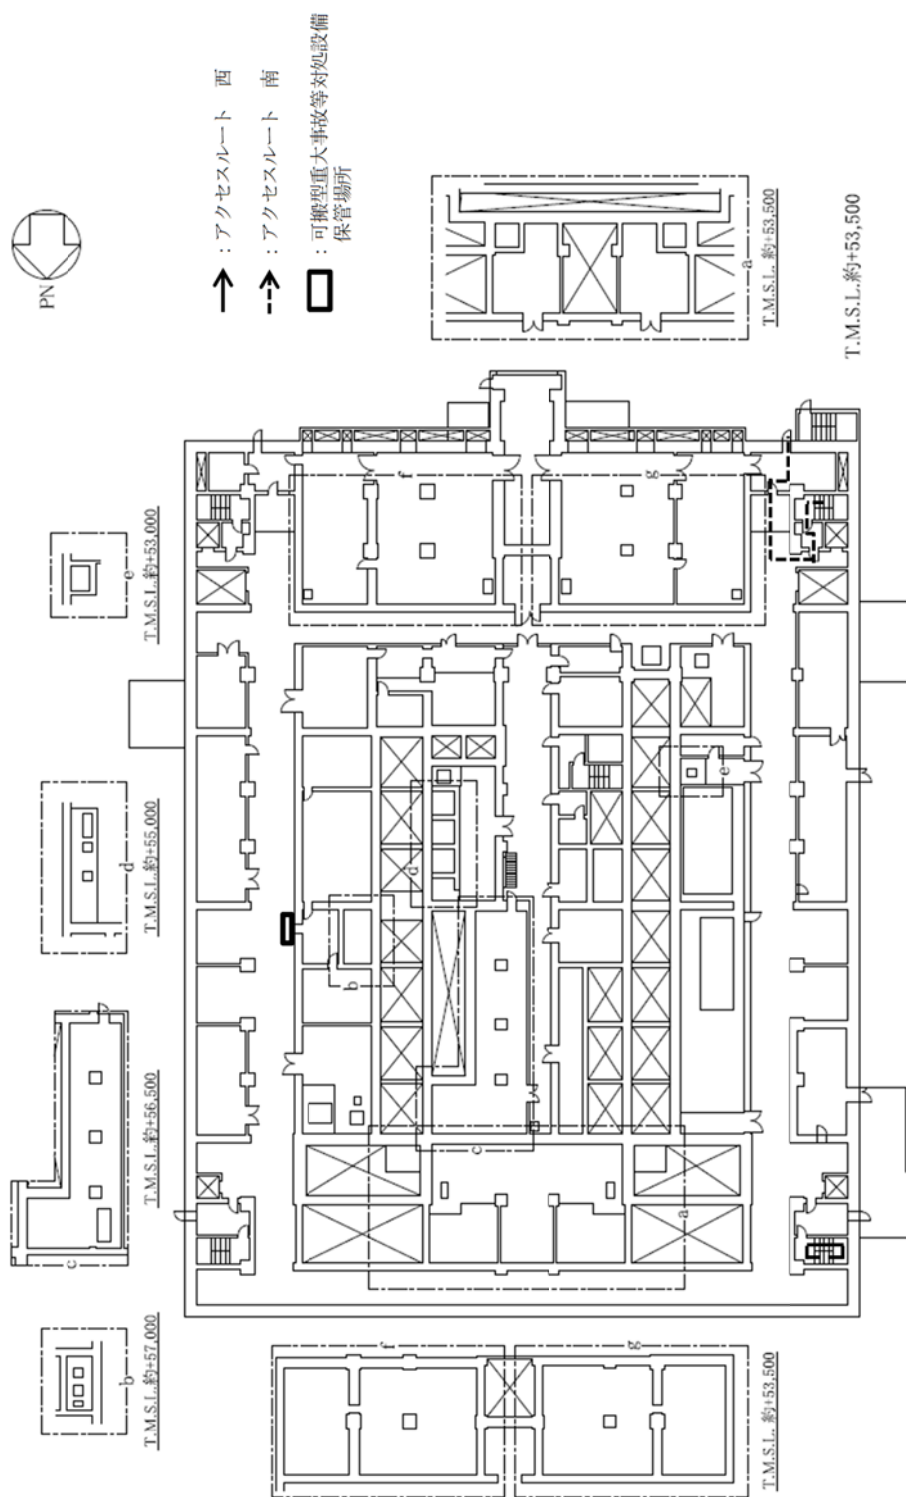 PN
c
b
d
e
T.M.S.L.約+57,000
T.M.S.L.約+56,500
T.M.S.L.約+55,000
T.M.S.L.約+53,000
：アクセスルート 西
：アクセスルート 南
：可搬型重大事故等対処設備
保管場所
f
b
f
d
c
g
g
a
e
a
T.M.S.L. 約+53,500
T.M.S.L. 約+53,500
T.M.S.L.約+53,500